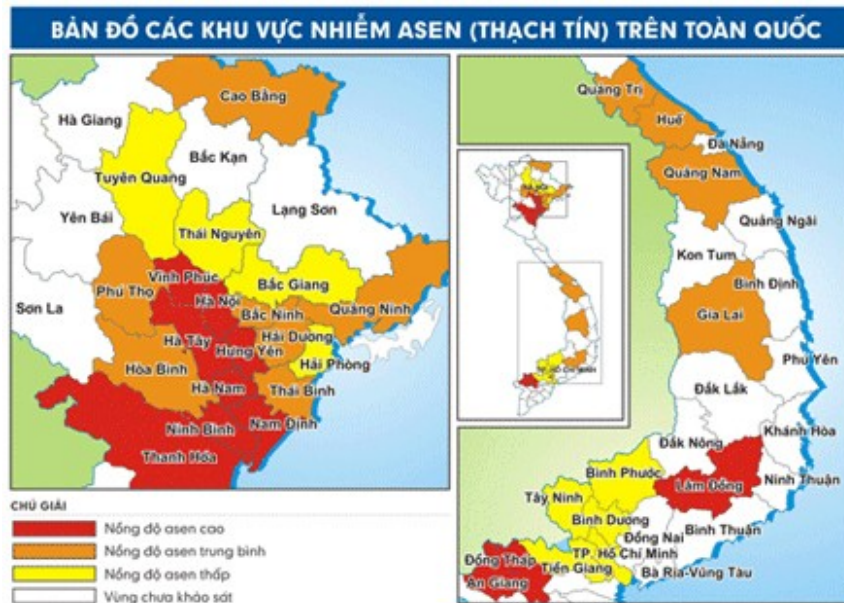 BẢN ĐỒ CÁC KHU VỰC NHIỄM ASEN (THẠCH TÍN) TRÊN TOÀN QUỐC
Cao Bằng
Hà Giang
Bắc Kạn
Tuyên Quang
Lạng Sơn
Yên Bái
Thái Nguyên
Vĩnh Phúc
Bắc Giang
Phú Thọ
Hà Nội
Sơn La
Bắc Ninh
Quảng Ninh
Hà Tây
Hải Dương
Hưng Yên
Hải Phòng
Hòa Bình
Hà Nam
Thái Bình
Ninh Bình
Nam Định
Thanh Hóa
CHÚ GIẢI
Nồng độ asen cao
Nồng độ asen trung bình
Nồng độ asen thấp
Vùng chưa khảo sát
Quảng Trị
Huế
Đà Nẵng
Quảng Nam
Quảng Ngãi
Kon Tum
Bình Định
Gia Lai
Phú Yên
Đắk Lắk
Khánh Hòa
Đắk Nông
Bình Phước
Lâm Đồng
Ninh Thuận
Tây Ninh
Bình Dương
Bình Thuận
Đồng Nai
TP. Hồ Chí Minh
Đồng Tháp
Tiền Giang
Bà Rịa-Vũng Tàu
An Giang